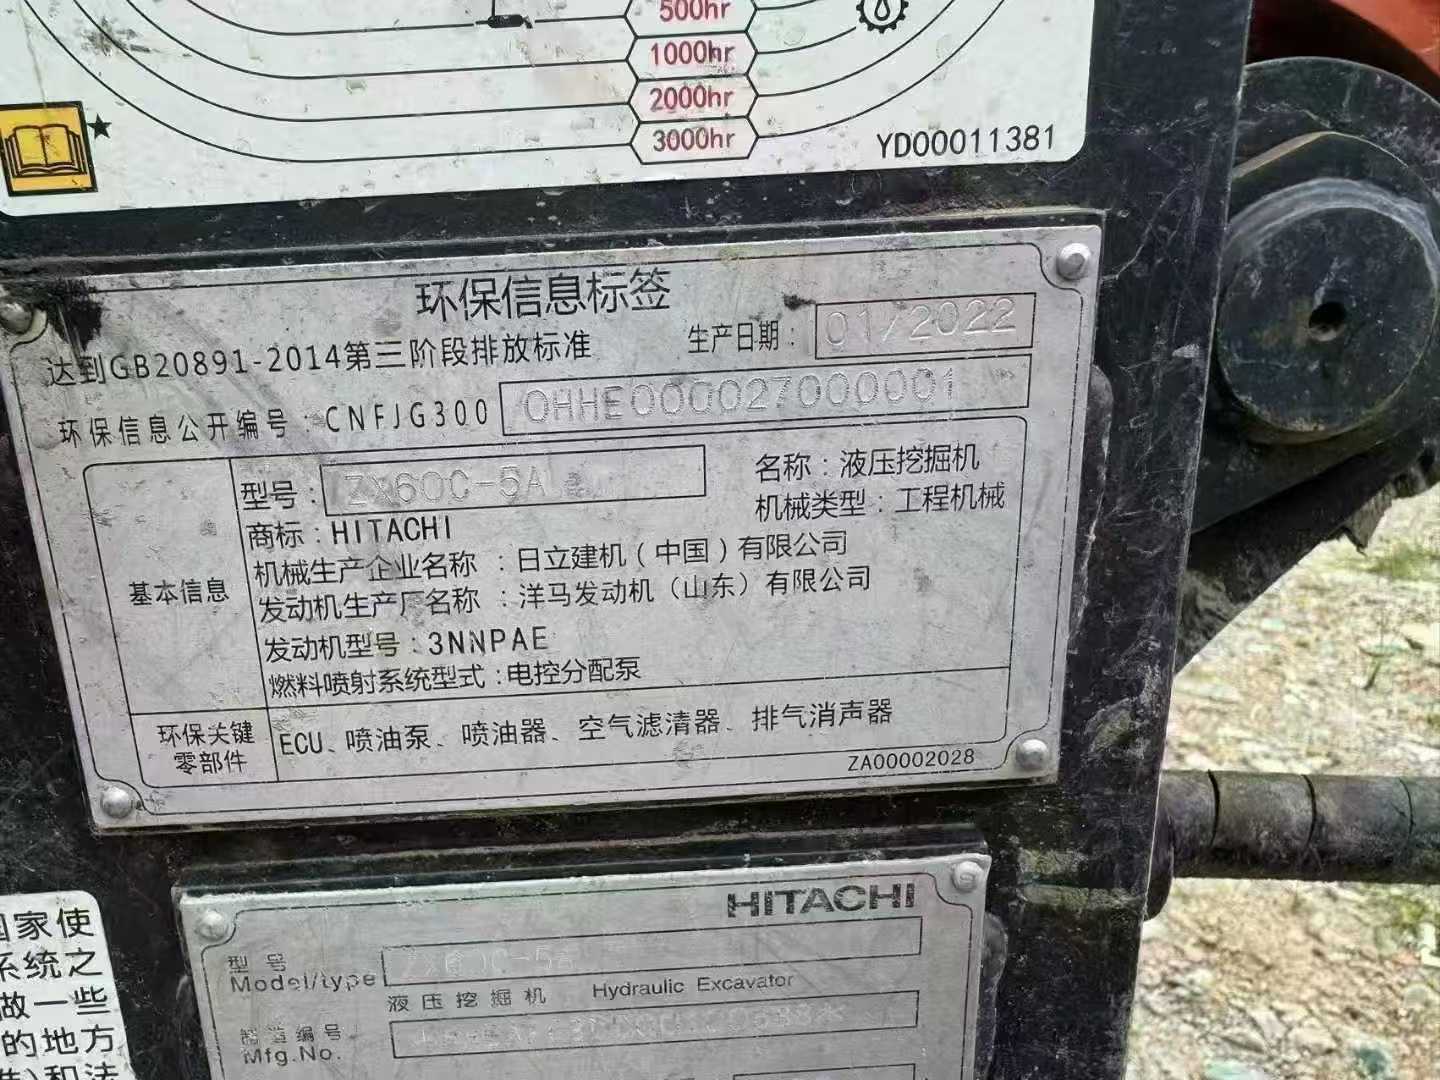 500hr
1000hr
2000hr
3000hr
YD00011381
环保信息标签
达到GB20891-2014第三阶段排放标准
生产日期：01/2022
环保信息公开编号：CNFJG300 0HHE000027000001
型号：ZX60C-5A
名称：液压挖掘机
商标：HITACHI
机械类型：工程机械
机械生产企业名称：日立建机（中国）有限公司
基本信息
发动机生产厂名称：洋马发动机（山东）有限公司
发动机型号：3NNPAE
燃料喷射系统型式：电控分配泵
环保关键
零部件
ECU、喷油泵、喷油器、空气滤清器、排气消声器
ZA00002028
HITACHI
型号
Model/type ZX60C-5A
液压挖掘机 Hydraulic Excavator
制造编号
Mfg.No.
国家使
系统之
做一些
的地方
和法